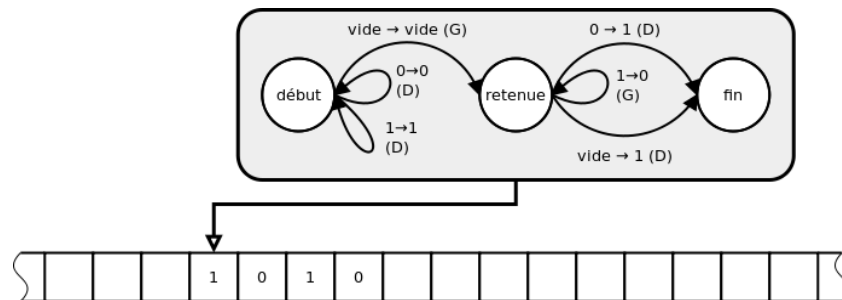 vide → vide (G)
0 → 1 (D)
0→0
(D)
1→0
(G)
début
retenue
fin
1→1
(D)
vide → 1 (D)
1 0 1 0